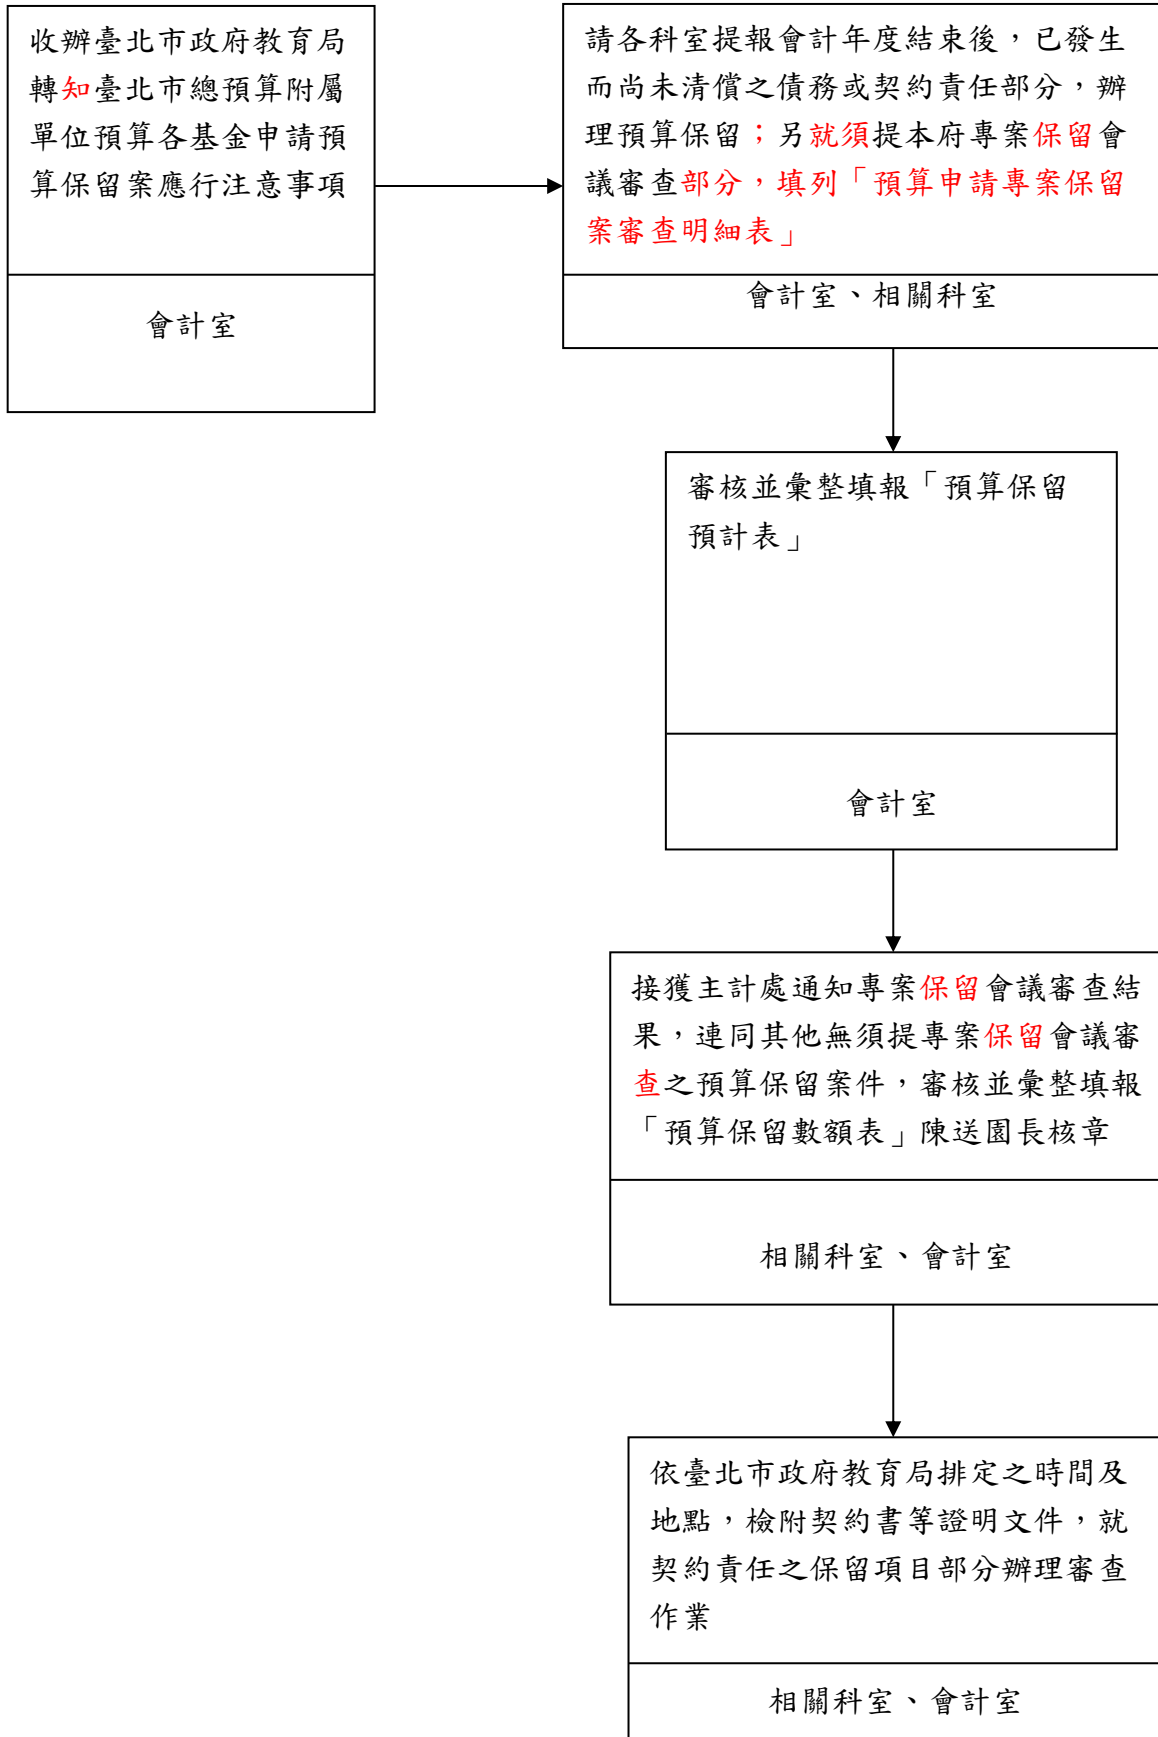 收辦臺北市政府教育局
轉知臺北市總預算附屬
單位預算各基金申請預
算保留案應行注意事項
會計室
請各科室提報會計年度結束後，已發生
而尚未清償之債務或契約責任部分，辦
理預算保留；另就須提本府專案保留會
議審查部分，填列「預算申請專案保留
案審查明細表」
會計室、相關科室
審核並彙整填報「預算保留
預計表」
會計室
接獲主計處通知專案保留會議審查結
果，連同其他無須提專案保留會議審
查之預算保留案件，審核並彙整填報
「預算保留數額表」陳送園長核章
相關科室、會計室
依臺北市政府教育局排定之時間及
地點，檢附契約書等證明文件，就
契約責任之保留項目部分辦理審查
作業
相關科室、會計室